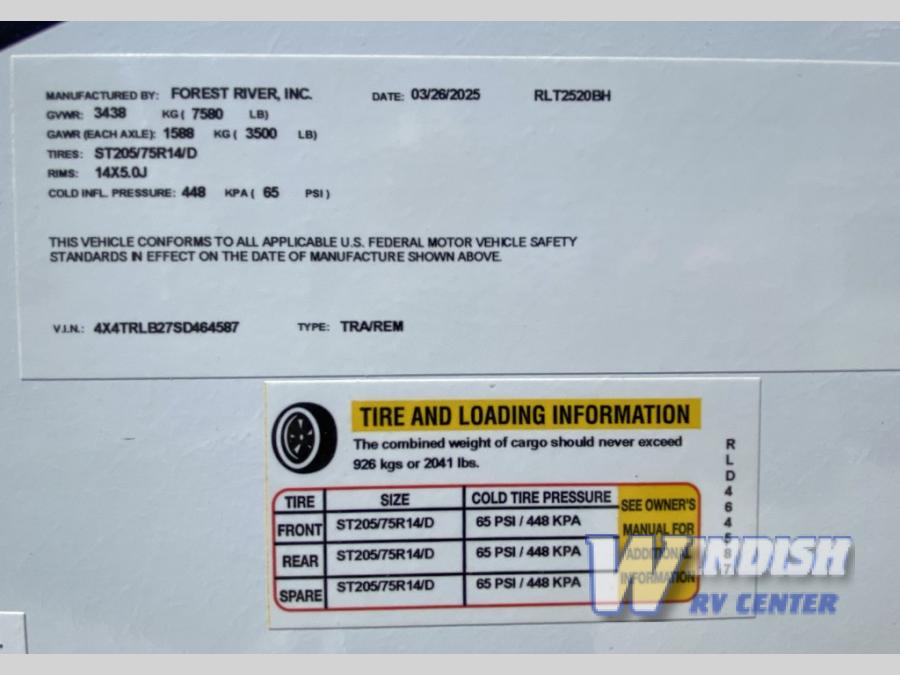 MANUFACTURED BY: FOREST RIVER, INC. DATE: 03/26/2025 RLT2520BH
GVWR: 3438 KG ( 7580 LB)
GAWR (EACH AXLE): 1588 KG ( 3500 LB)
TIRES: ST205/75R14/D
RIMS: 14X5.0J
COLD INFL. PRESSURE: 448 KPA ( 65 PSI )
THIS VEHICLE CONFORMS TO ALL APPLICABLE U.S. FEDERAL MOTOR VEHICLE SAFETY
STANDARDS IN EFFECT ON THE DATE OF MANUFACTURE SHOWN ABOVE.
V.I.N.: 4X4TRLB27SD464587 TYPE: TRA/REM
TIRE AND LOADING INFORMATION
The combined weight of cargo should never exceed
926 kgs or 2041 lbs.
TIRE SIZE COLD TIRE PRESSURE
FRONT ST205/75R14/D 65 PSI / 448 KPA
REAR ST205/75R14/D 65 PSI / 448 KPA
SPARE ST205/75R14/D 65 PSI / 448 KPA
SEE OWNER'S
MANUAL FOR
ADDITIONAL
INFORMATION
RLD464587
WINDISH
RV CENTER